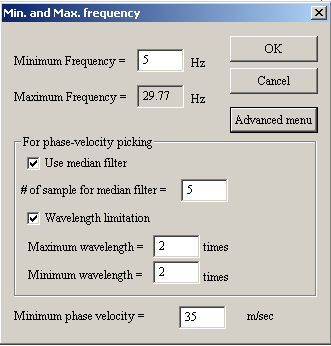 Min. and Max. frequency
Minimum Frequency = 5 Hz
OK
Maximum Frequency = 29.77 Hz
Cancel
Advanced menu
For phase-velocity picking
Use median filter
# of sample for median filter = 5
Wavelength limitation
Maximum wavelength = 2 times
Minimum wavelength = 2 times
Minimum phase velocity = 35 m/sec